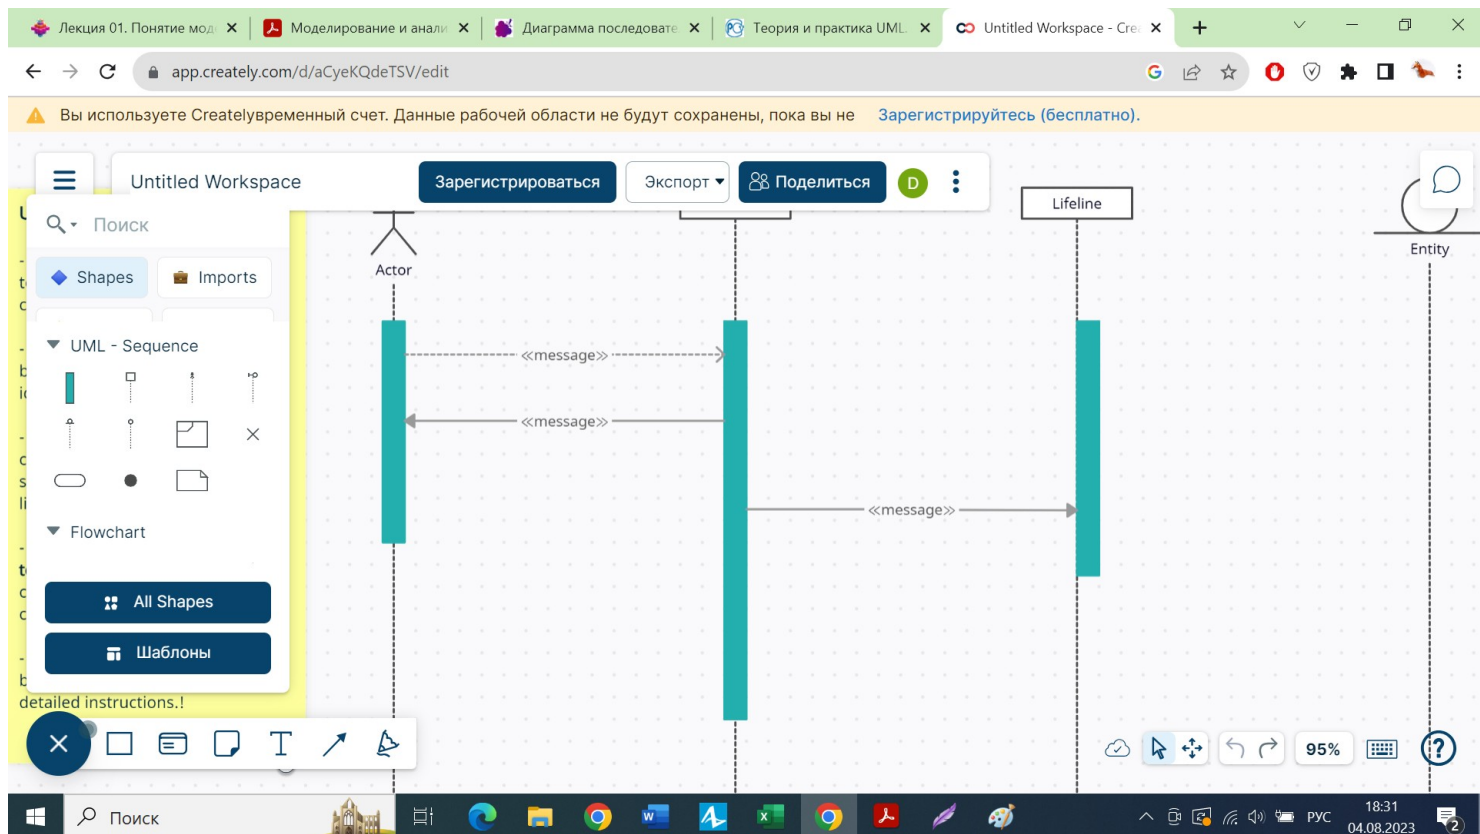 Лекция 01. Понятие мод
Моделирование и анали
Диаграмма последовате
Теория и практика UML.
Untitled Workspace - Cre
app.creately.com/d/aCyeKQdeTSV/edit
Вы используете Createlyвременный счет. Данные рабочей области не будут сохранены, пока вы не Зарегистрируйтесь (бесплатно).
Untitled Workspace
Зарегистрироваться
Экспорт
Поделиться
D
Поиск
Shapes
Imports
UML - Sequence
Flowchart
All Shapes
Шаблоны
detailed instructions.!
Actor
Lifeline
Entity
«message»
«message»
«message»
T
95%
?
Поиск
РУС
18:31
04.08.2023
2